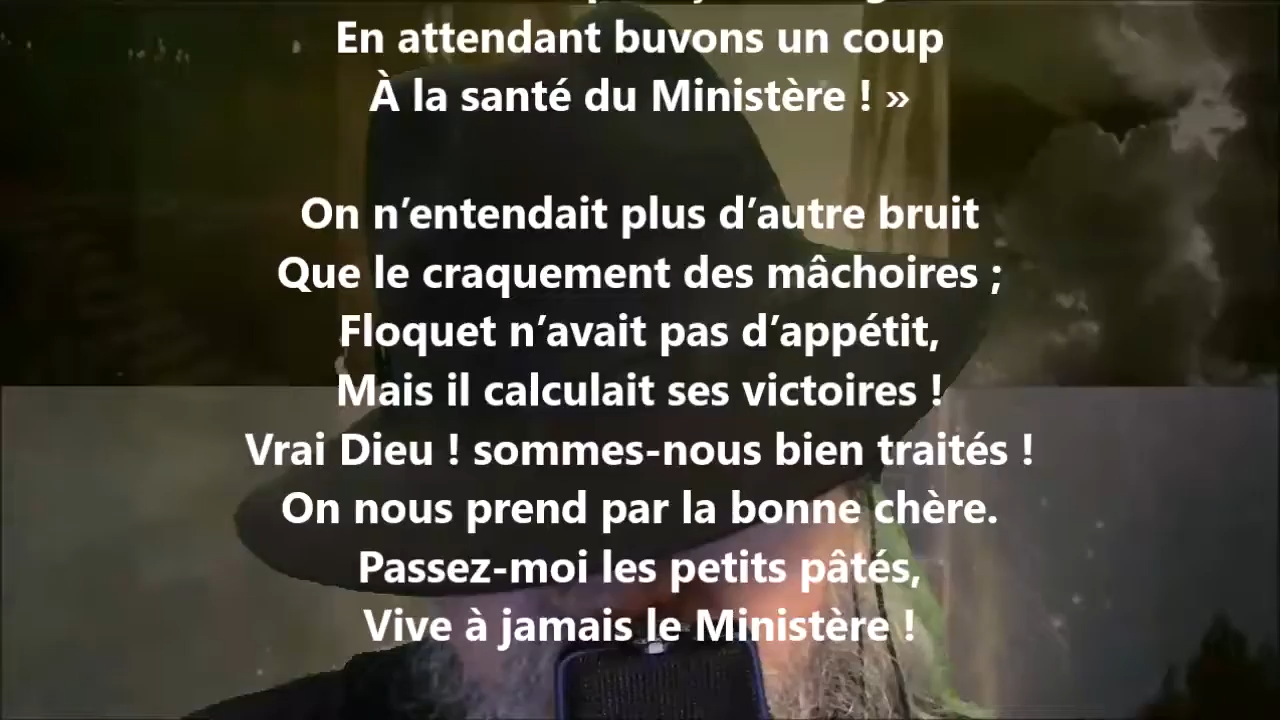 En attendant buvons un coup
À la santé du Ministère ! »
On n’entendait plus d’autre bruit
Que le craquement des mâchoires ;
Floquet n’avait pas d’appétit,
Mais il calculait ses victoires !
Vrai Dieu ! sommes-nous bien traités !
On nous prend par la bonne chère.
Passez-moi les petits pâtés,
Vive à jamais le Ministère !